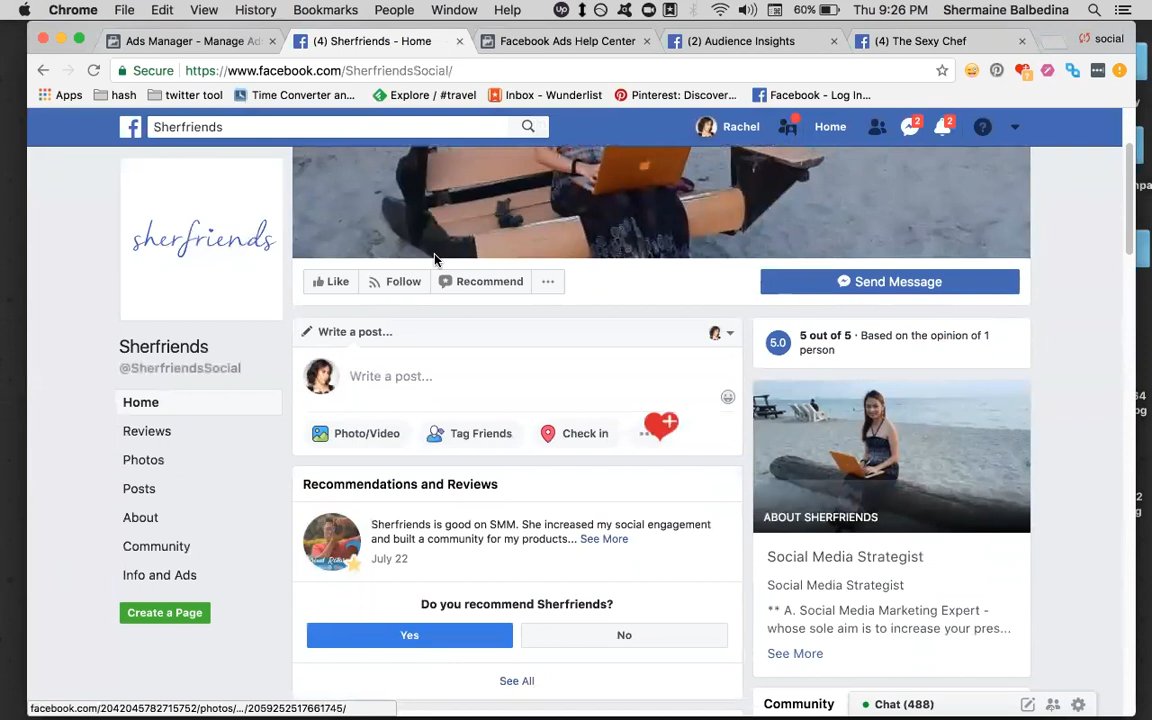 Chrome File Edit View History Bookmarks People Window Help 60% Thu 9:26 PM Shermaine Balbedina
Ads Manager - Manage Ad (4) Sherfriends - Home Facebook Ads Help Center (2) Audience Insights (4) The Sexy Chef social
Secure https://www.facebook.com/SherfriendsSocial/
Apps hash twitter tool Time Converter an... Explore / #travel Inbox - Wunderlist Pinterest: Discover... Facebook - Log In...
Sherfriends Rachel Home 2 2
sherfriends
Like Follow Recommend Send Message
Write a post...
5.0 5 out of 5 · Based on the opinion of 1 person
Sherfriends
@SherfriendsSocial
Write a post...
Home
Reviews
Photos
Posts
About
Community
Info and Ads
Create a Page
Photo/Video Tag Friends Check in
Recommendations and Reviews
Sherfriends is good on SMM. She increased my social engagement
and built a community for my products... See More
July 22
Do you recommend Sherfriends?
Yes No
See All
ABOUT SHERFRIENDS
Social Media Strategist
Social Media Strategist
** A. Social Media Marketing Expert -
whose sole aim is to increase your pres...
See More
Community
Chat (488)
facebook.com/2042045782715752/photos/.../2059252517661745/